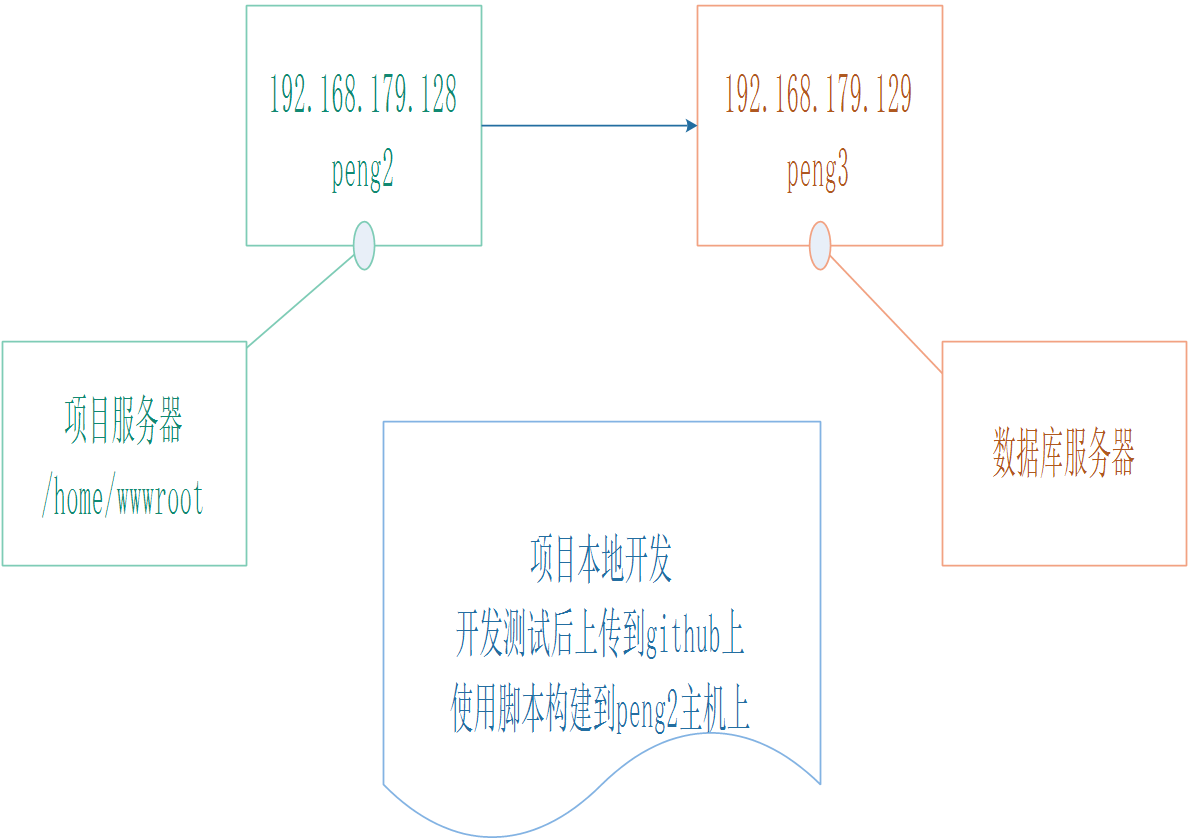 192.168.179.128
peng2
192.168.179.129
peng3
项目服务器
/home/wwwroot
数据库服务器
项目本地开发
开发测试后上传到github上
使用脚本构建到peng2主机上